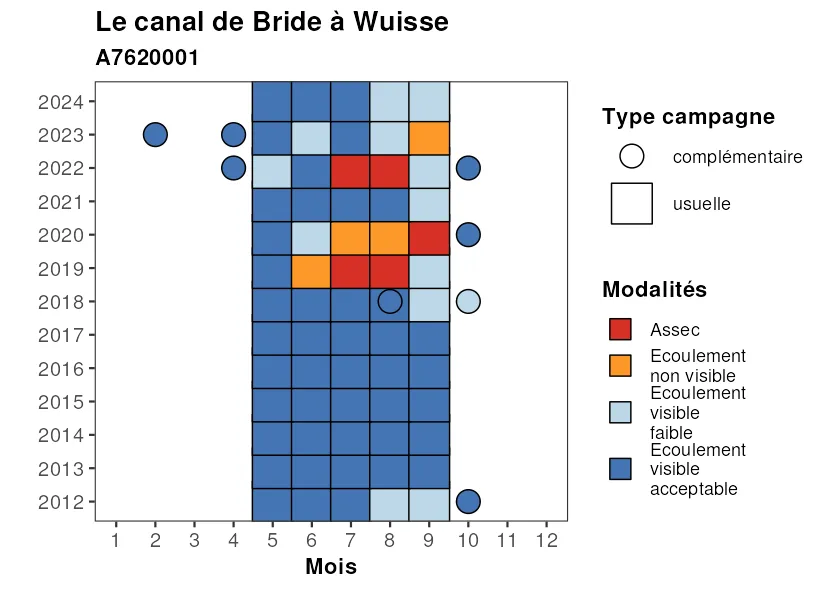 Le canal de Bride à Wuisse
A7620001
2024
2023
2022
2021
2020
2019
2018
2017
2016
2015
2014
2013
2012
1 2 3 4 5 6 7 8 9 10 11 12
Mois
Type campagne
complémentaire
usuelle
Modalités
Assec
Ecoulement
non visible
Ecoulement
visible
faible
Ecoulement
visible
acceptable